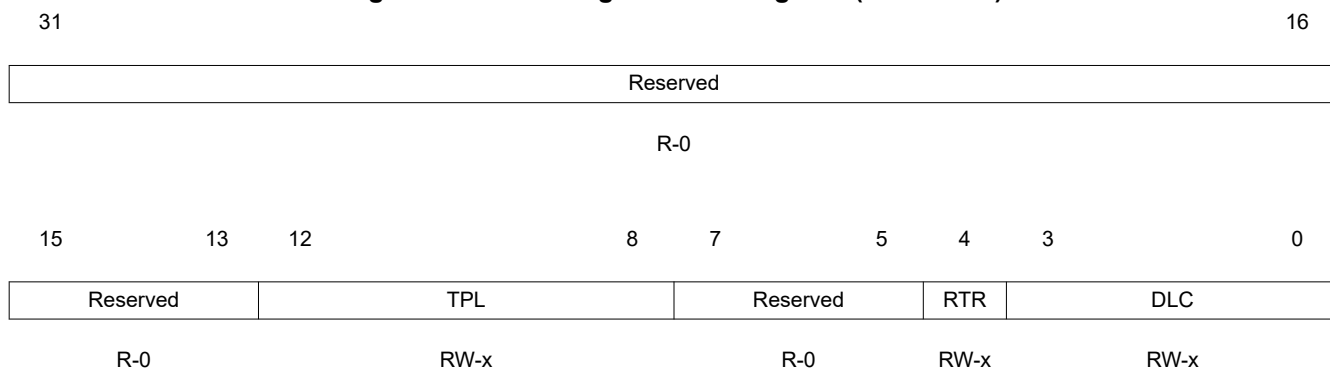 31 16
Reserved
R-0
15 13 12 8 7 5 4 3 0
Reserved TPL Reserved RTR DLC
R-0 RW-x R-0 RW-x RW-x